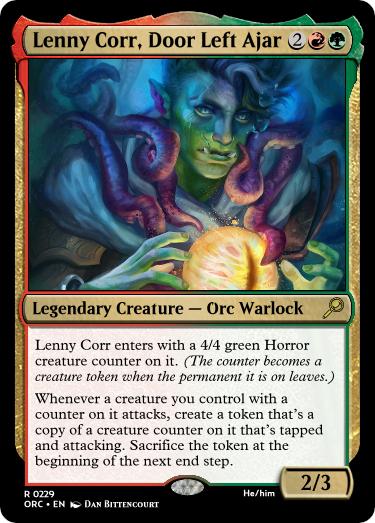 Lenny Corr, Door Left Ajar 2
Legendary Creature — Orc Warlock
Lenny Corr enters with a 4/4 green Horror
creature counter on it. (The counter becomes a
creature token when the permanent it is on leaves.)
Whenever a creature you control with a
counter on it attacks, create a token that's a
copy of a creature counter on it that's tapped
and attacking. Sacrifice the token at the
beginning of the next end step.
2/3
R 0229
ORC • EN Dan Bittencourt
He/him